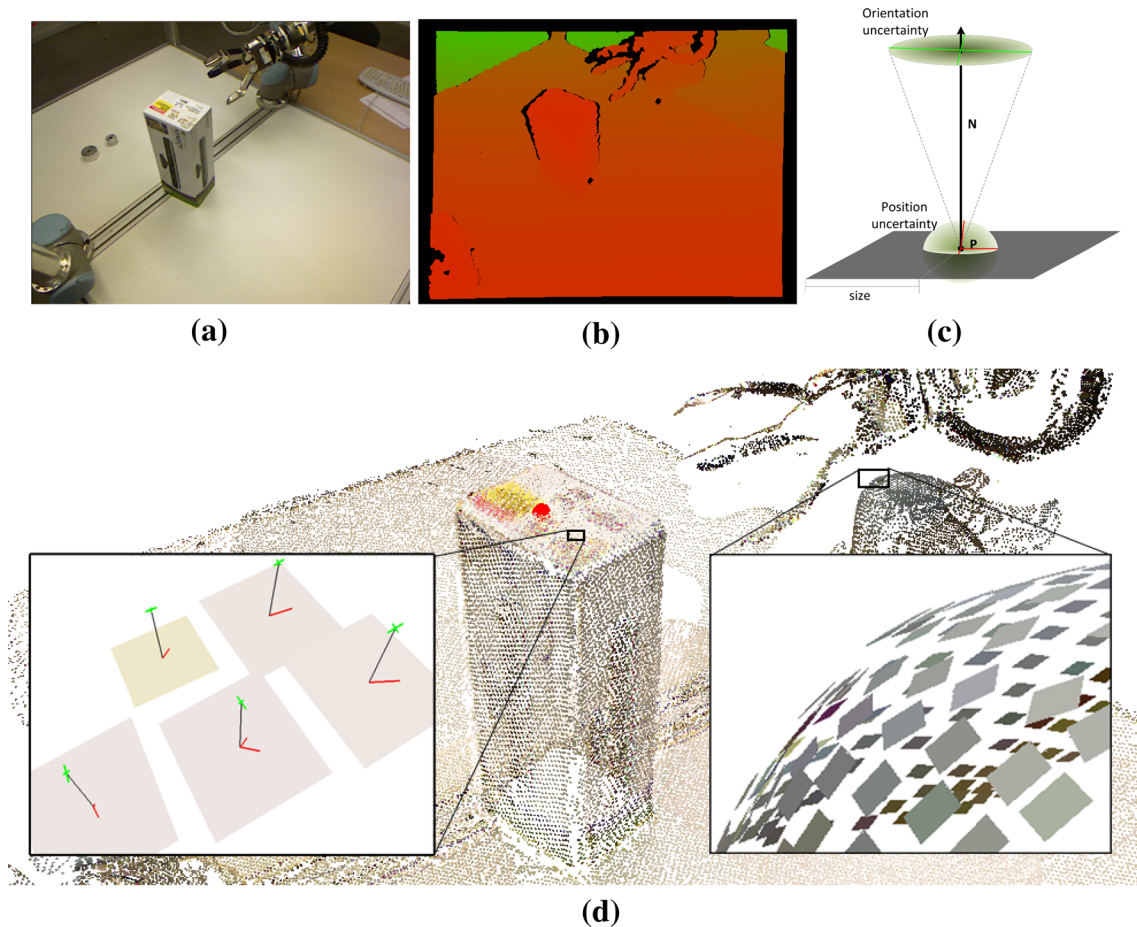 Orientation
uncertainty
N
Position
uncertainty
P
size
(a)
(b)
(c)
(d)